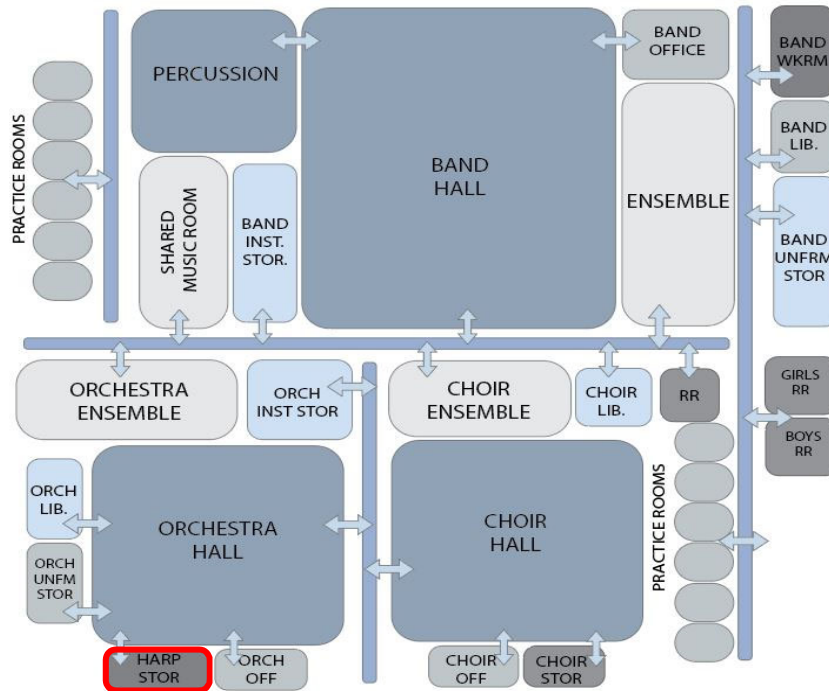 BAND
OFFICE
BAND
WKRM
PERCUSSION
PRACTICE ROOMS
BAND
HALL
BAND
LIB.
SHARED
MUSIC ROOM
BAND
INST.
STOR.
ENSEMBLE
BAND
UNFRM
STOR
ORCHESTRA
ENSEMBLE
ORCH
INST STOR
CHOIR
ENSEMBLE
CHOIR
LIB.
RR
GIRLS
RR
BOYS
RR
ORCH
LIB.
ORCHESTRA
HALL
CHOIR
HALL
PRACTICE ROOMS
ORCH
UNFM
STOR
HARP
STOR
ORCH
OFF
CHOIR
OFF
CHOIR
STOR